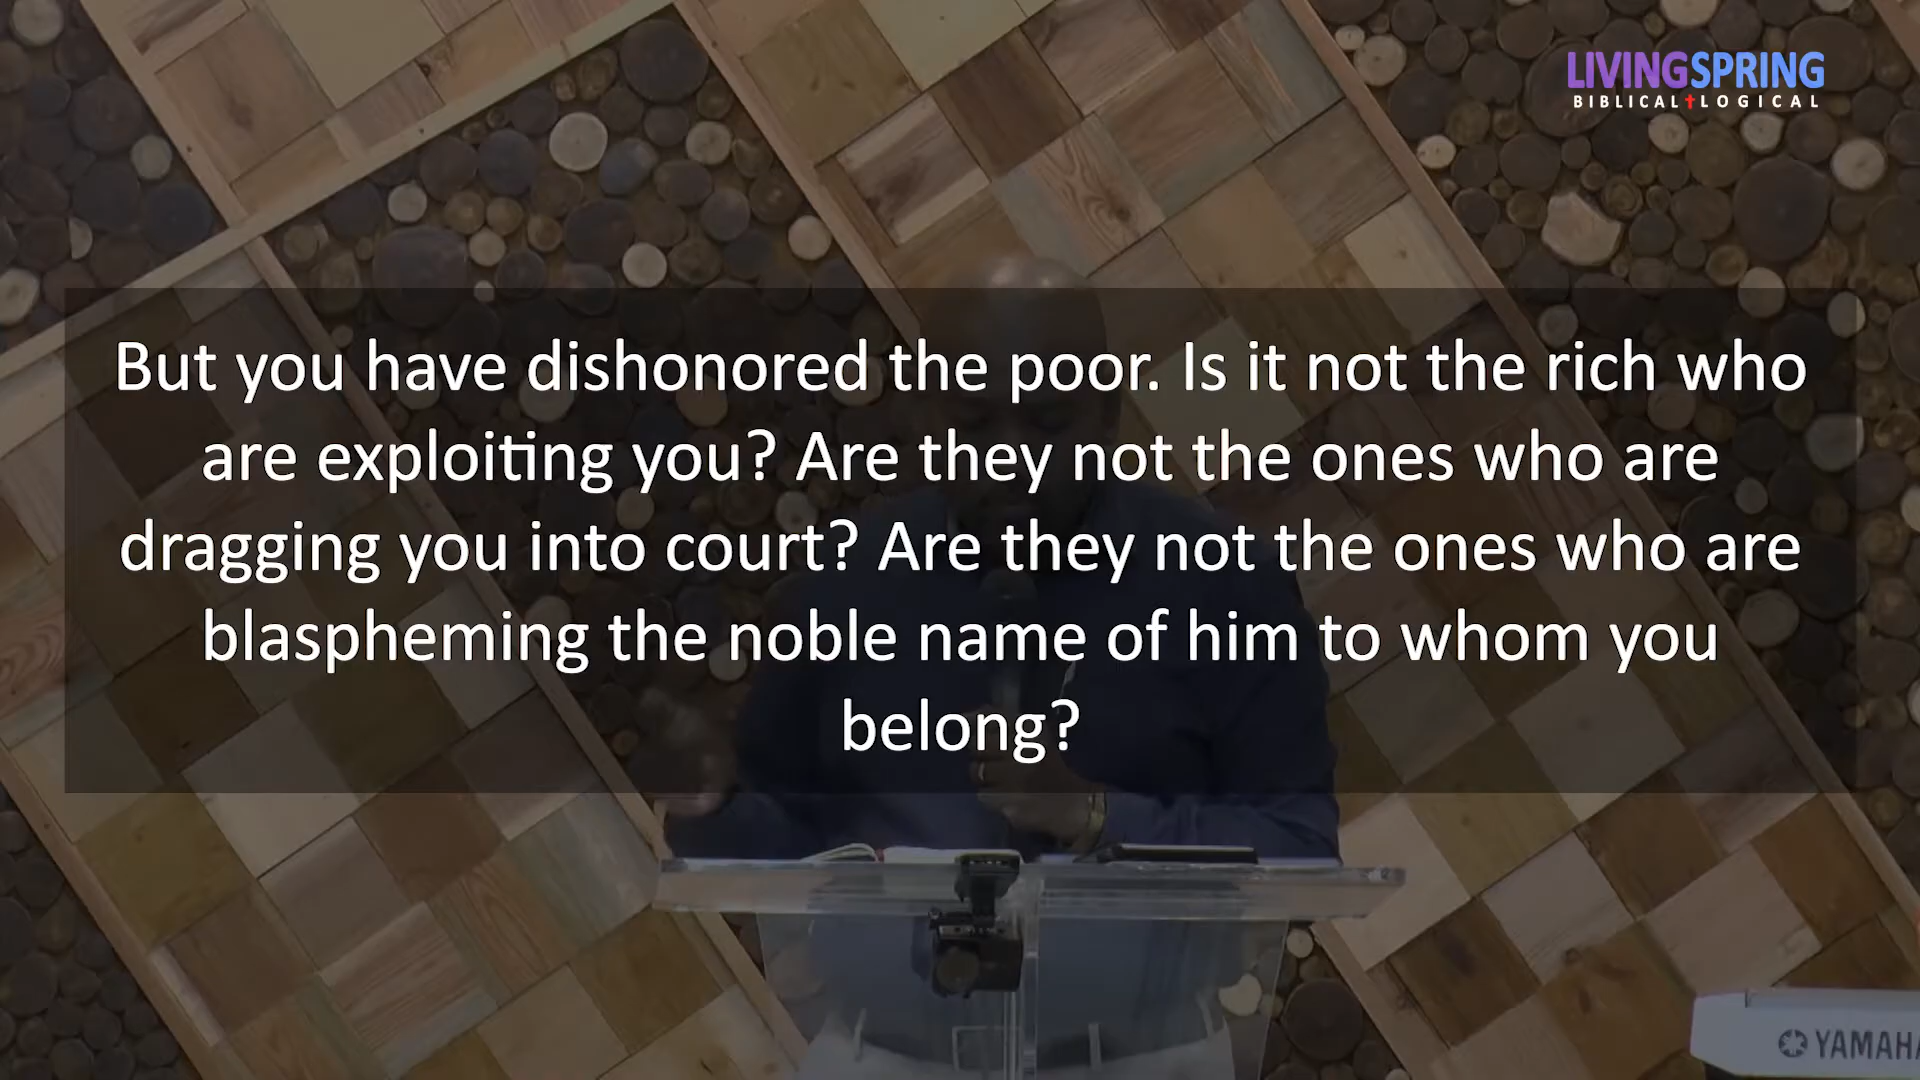 LIVINGSPRING
BIBLICAL LOGICAL
But you have dishonored the poor. Is it not the rich who
are exploiting you? Are they not the ones who are
dragging you into court? Are they not the ones who are
blaspheming the noble name of him to whom you
belong?
YAMAHA